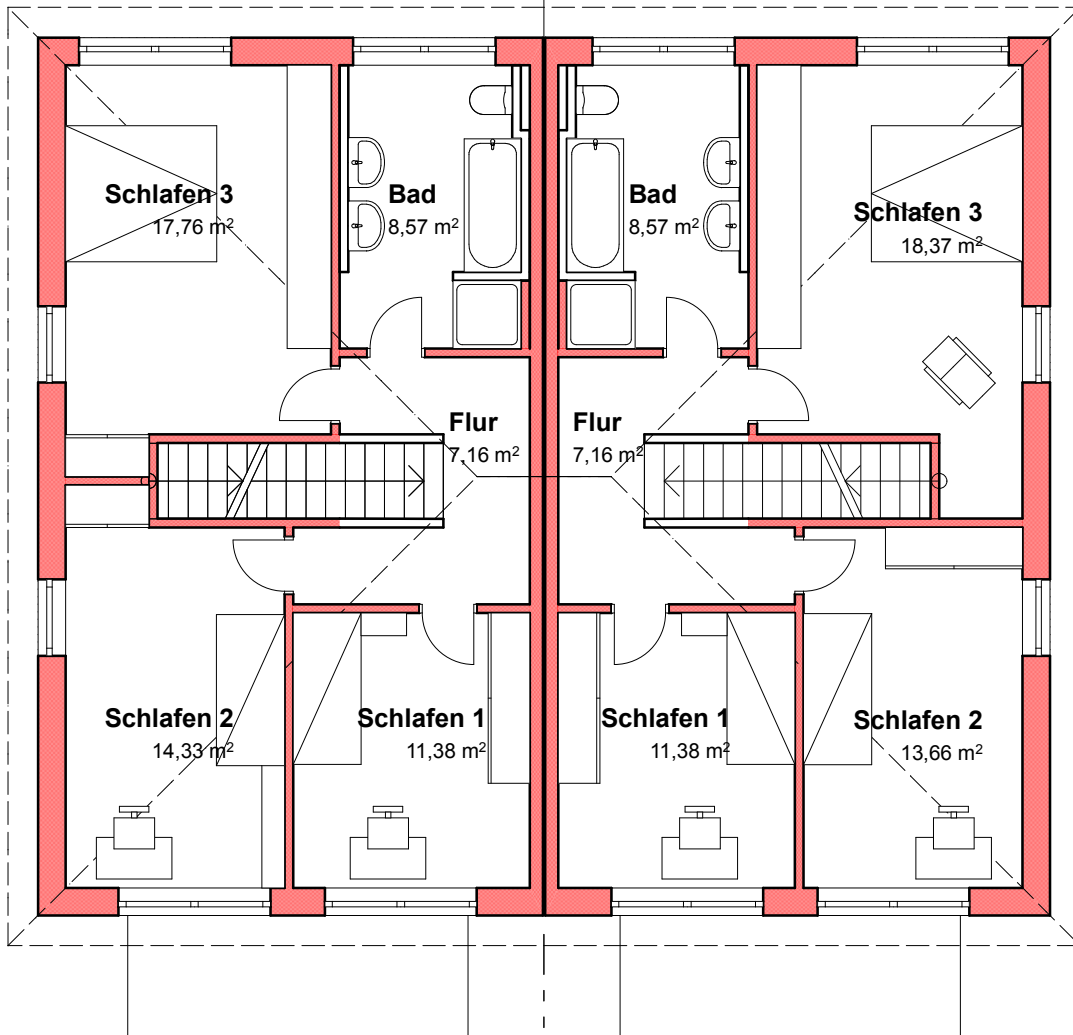 Schlafen 3
17,76 m²
Bad
8,57 m²
Bad
8,57 m²
Schlafen 3
18,37 m²
Flur
7,16 m²
Flur
7,16 m²
Schlafen 2
14,33 m²
Schlafen 1
11,38 m²
Schlafen 1
11,38 m²
Schlafen 2
13,66 m²